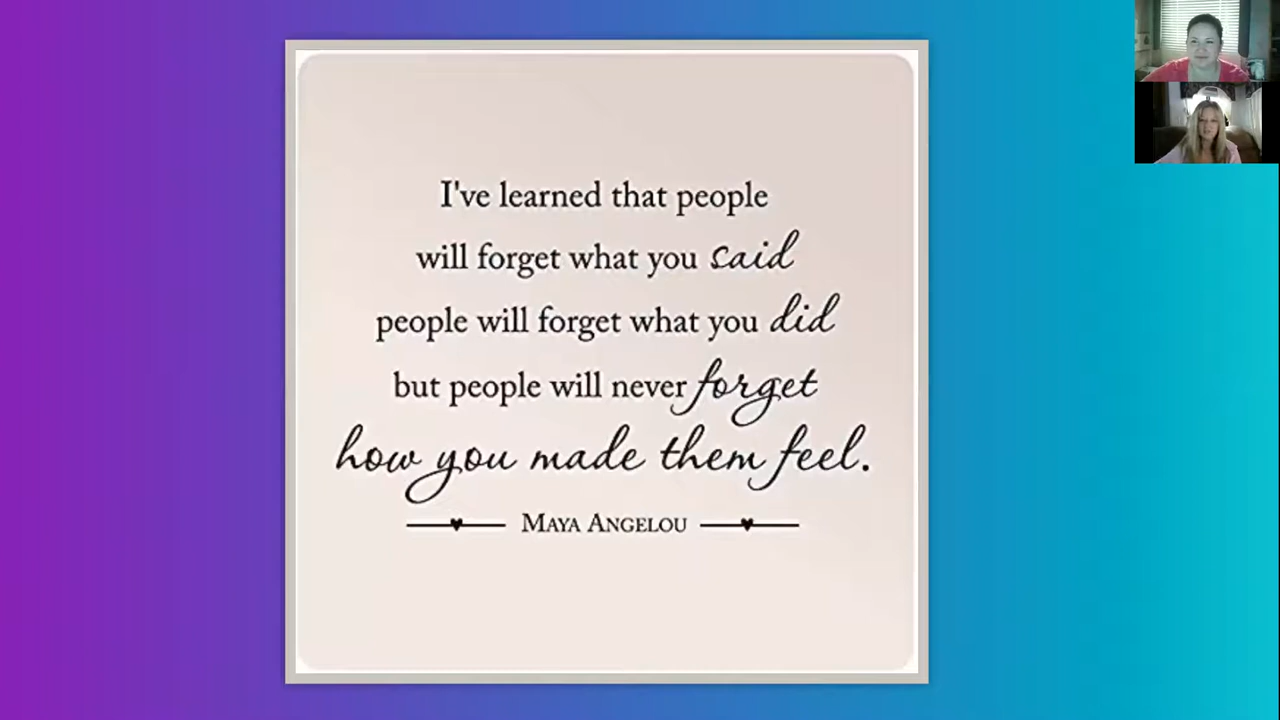 I've learned that people
will forget what you said
people will forget what you did
but people will never forget
how you made them feel.
MAYA ANGELOU